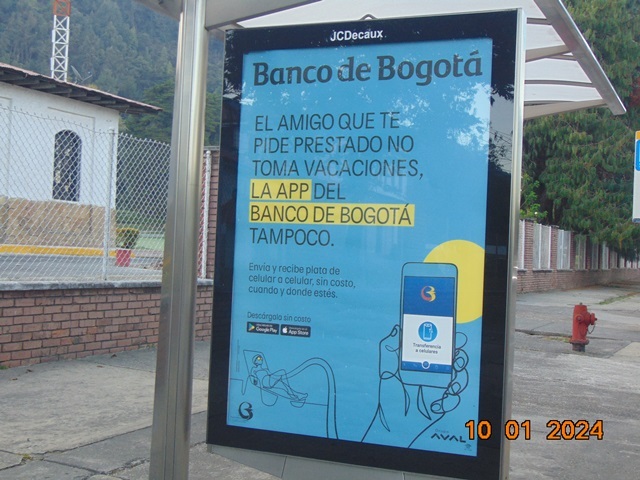 JCDecaux
Banco de Bogotá
EL AMIGO QUE TE
PIDE PRESTADO NO
TOMA VACACIONES,
LA APP DEL
BANCO DE BOGOTÁ
TAMPOCO.
Envía y recibe plata de
celular a celular, sin costo,
cuando y donde estés.
Descárgala sin costo
Google Play
App Store
Transferencia
a celulares
AVAL
10 01 2024